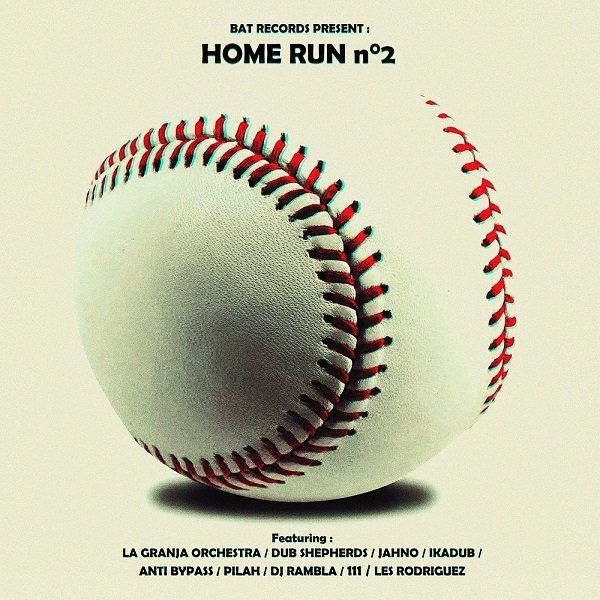 BAT RECORDS PRESENT :
HOME RUN n°2
Featuring :
LA GRANJA ORCHESTRA / DUB SHEPHERDS / JAHNO / IKADUB /
ANTI BYPASS / PILAH / DJ RAMBLA / 111 / LES RODRIGUEZ